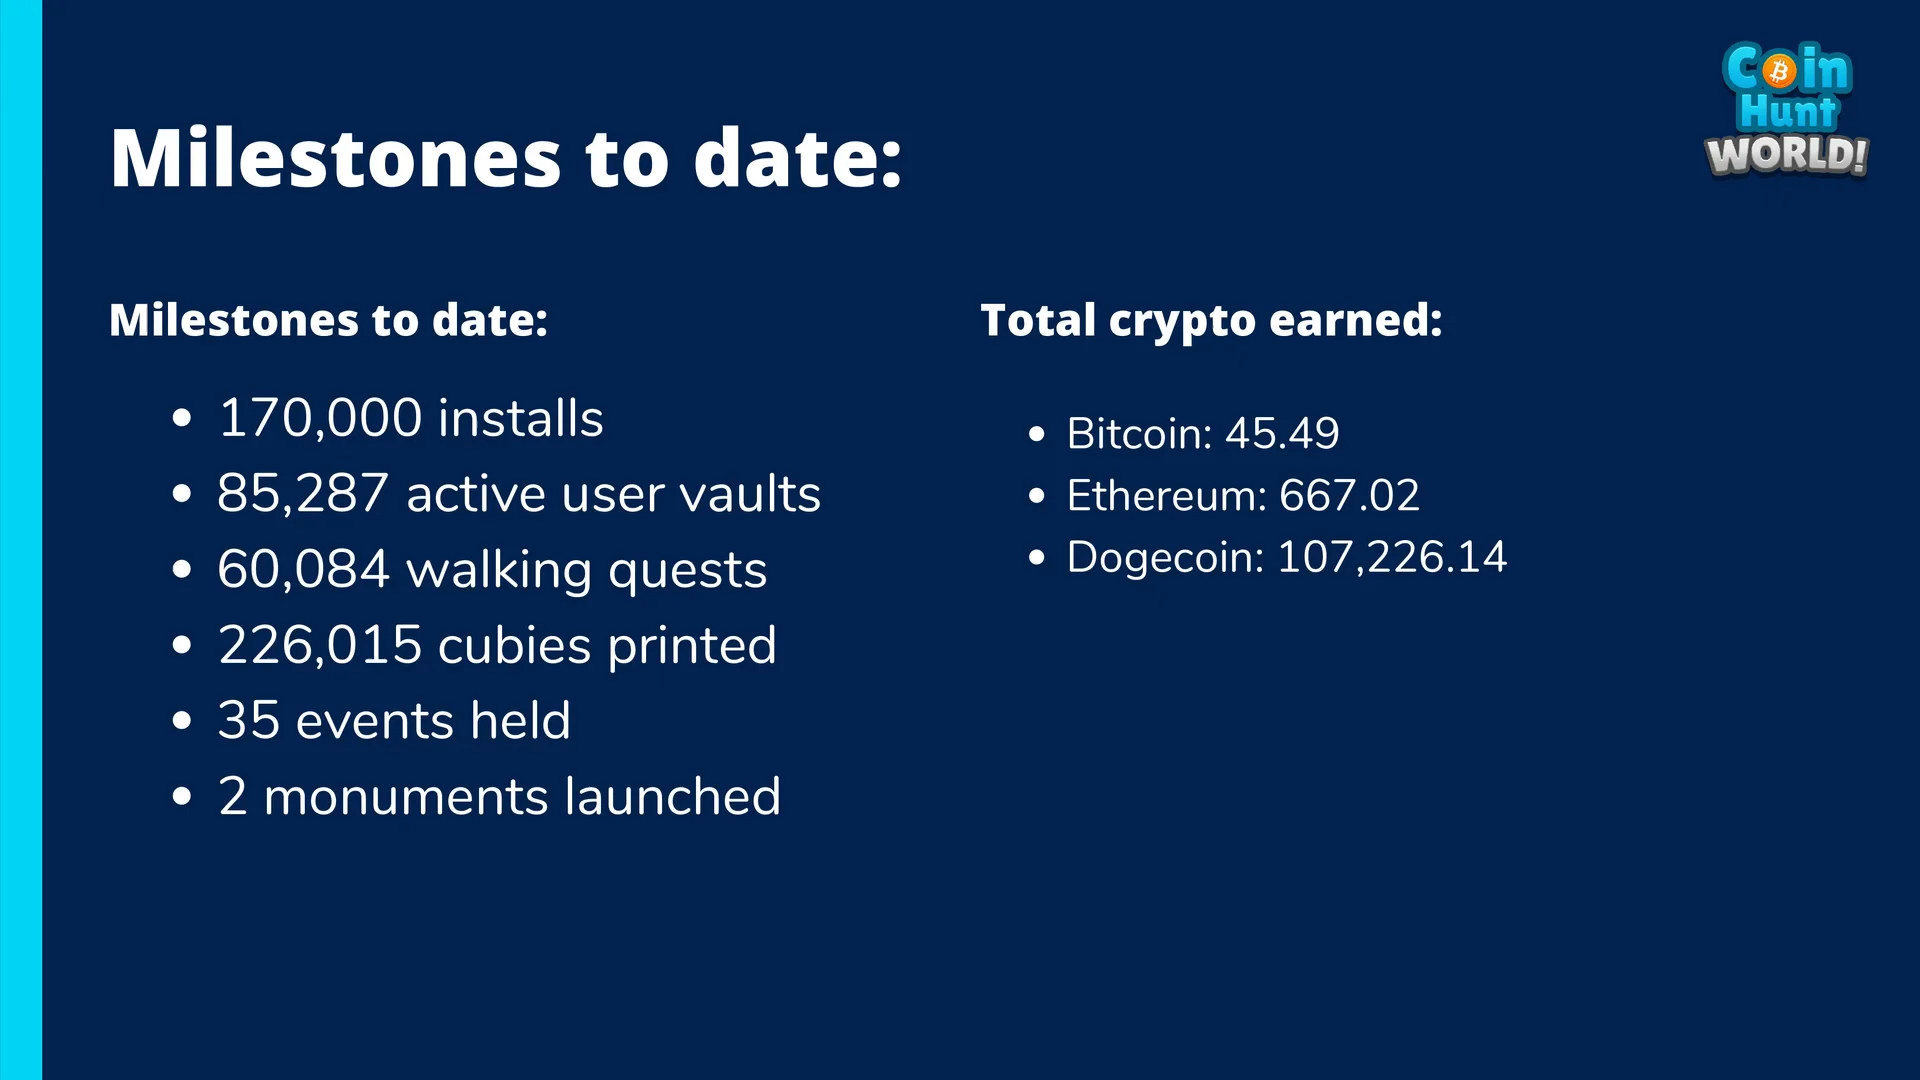 Coin
Hunt
WORLD!
Milestones to date:
Milestones to date:
• 170,000 installs
• 85,287 active user vaults
• 60,084 walking quests
• 226,015 cubies printed
• 35 events held
• 2 monuments launched
Total crypto earned:
• Bitcoin: 45.49
• Ethereum: 667.02
• Dogecoin: 107,226.14